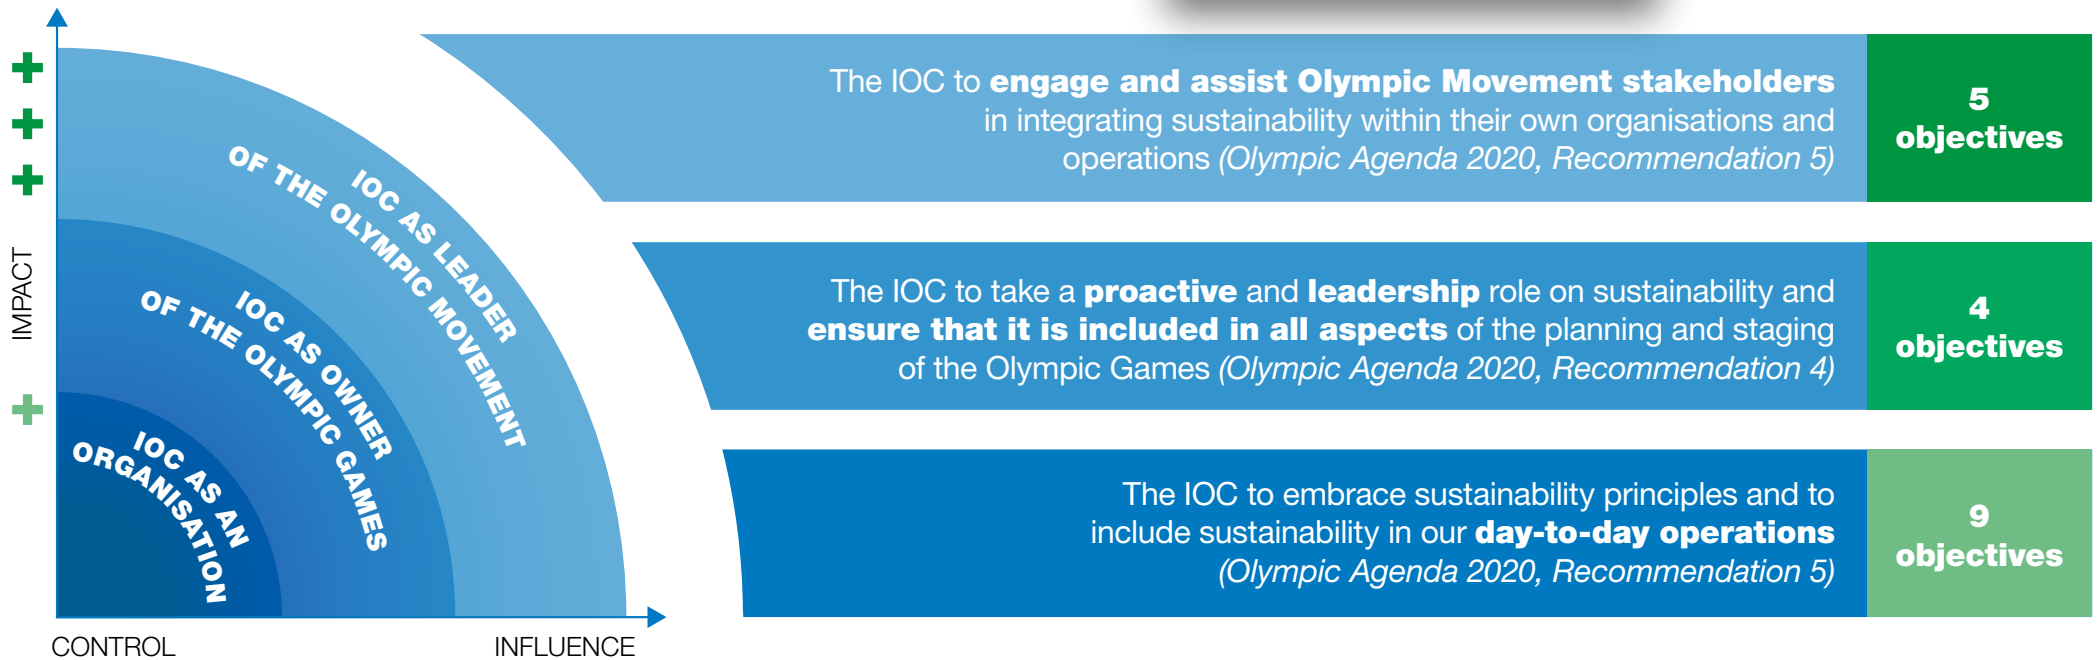 IMPACT
CONTROL
INFLUENCE
IOC AS LEADER
OF THE OLYMPIC MOVEMENT
IOC AS OWNER
OF THE OLYMPIC GAMES
IOC AS AN
ORGANISATION
The IOC to engage and assist Olympic Movement stakeholders
in integrating sustainability within their own organisations and
operations (Olympic Agenda 2020, Recommendation 5)
5
objectives
The IOC to take a proactive and leadership role on sustainability and
ensure that it is included in all aspects of the planning and staging
of the Olympic Games (Olympic Agenda 2020, Recommendation 4)
4
objectives
The IOC to embrace sustainability principles and to
include sustainability in our day-to-day operations
(Olympic Agenda 2020, Recommendation 5)
9
objectives